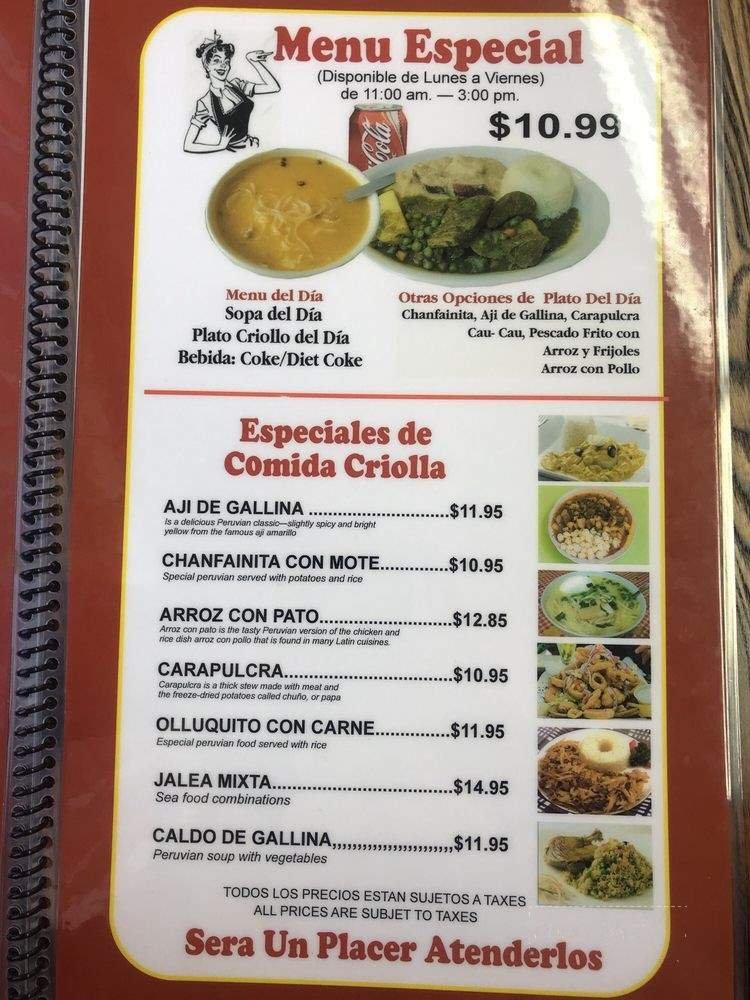 Menu Especial
(Disponible de Lunes a Viernes)
de 11:00 am. — 3:00 pm.
$10.99
Cola
Menu del Día
Sopa del Día
Plato Criollo del Día
Bebida: Coke/Diet Coke
Otras Opciones de Plato Del Día
Chanfainita, Aji de Gallina, Carapulcra
Cau- Cau, Pescado Frito con
Arroz y Frijoles
Arroz con Pollo
Especiales de
Comida Criolla
AJI DE GALLINA ..............................$11.95
Is a delicious Peruvian classic—slightly spicy and bright
yellow from the famous aji amarillo
CHANFAINITA CON MOTE..............$10.95
Special peruvian served with potatoes and rice
ARROZ CON PATO............................$12.85
Arroz con pato is the tasty Peruvian version of the chicken and
rice dish arroz con pollo that is found in many Latin cuisines.
CARAPULCRA....................................$10.95
Carapulcra is a thick stew made with meat and
the freeze-dried potatoes called chuño, or papa
OLLUQUITO CON CARNE................$11.95
Especial peruvian food served with rice
JALEA MIXTA......................................$14.95
Sea food combinations
CALDO DE GALLINA,,,,,,,,,,,,,,,,,,,,,,,,,$11.95
Peruvian soup with vegetables
TODOS LOS PRECIOS ESTAN SUJETOS A TAXES
ALL PRICES ARE SUBJET TO TAXES
Sera Un Placer Atenderlos